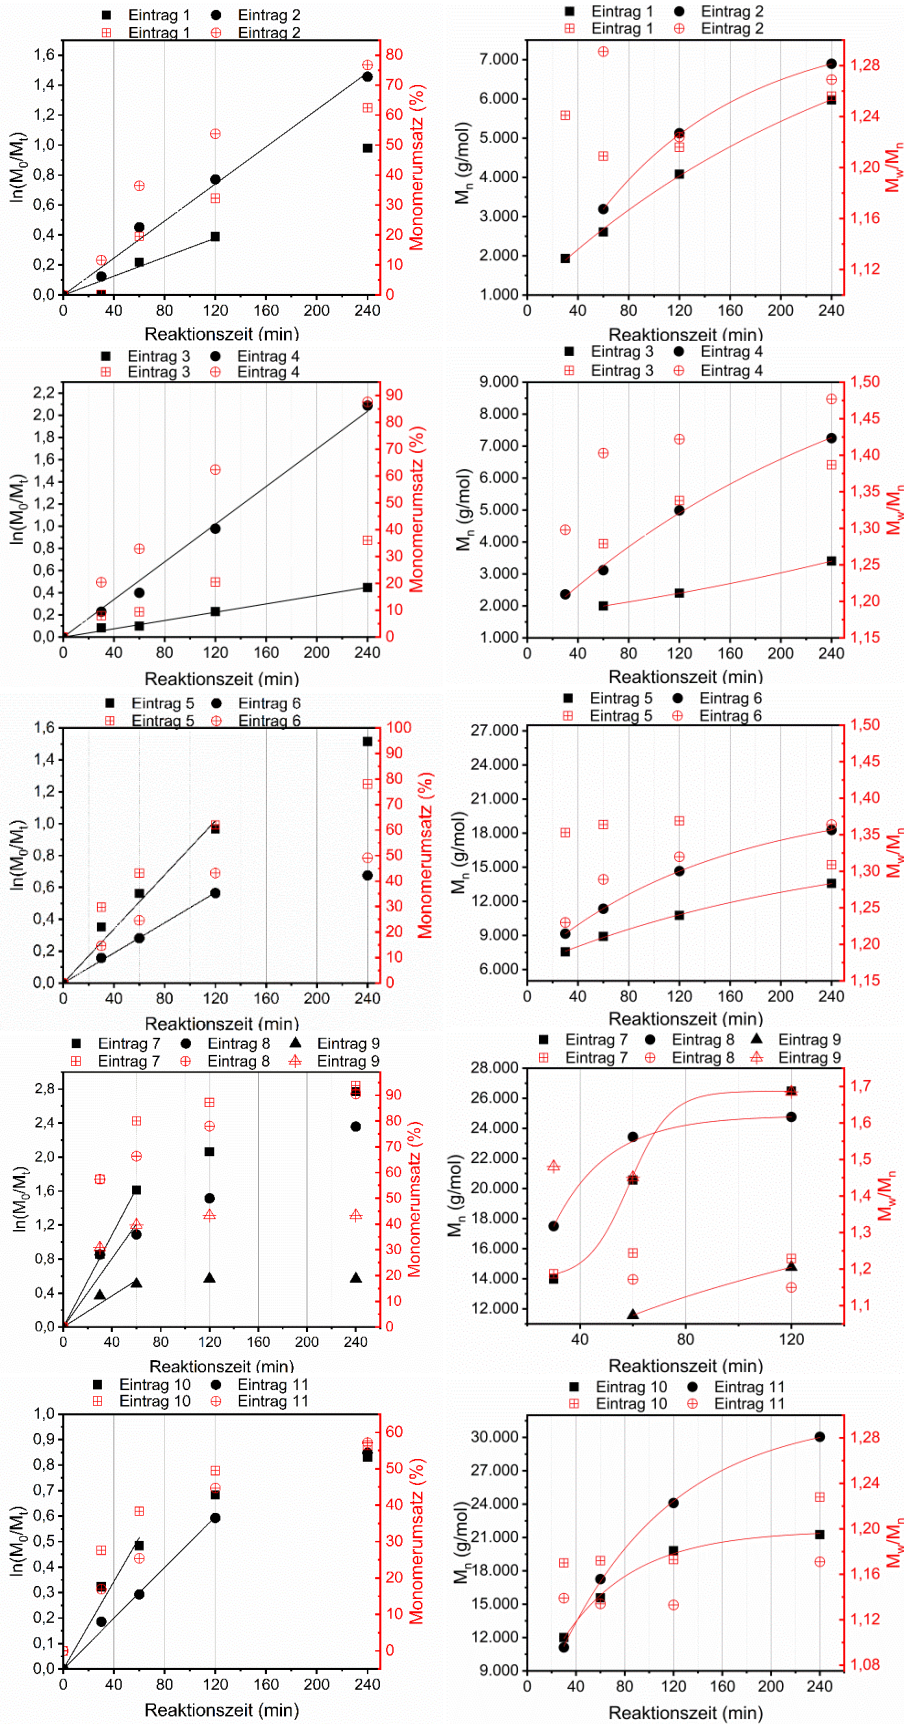 Eintrag 1 Eintrag 2
Eintrag 1 Eintrag 2
1,6
1,4
1,2
1,0
0,8
0,6
0,4
0,2
0,0
ln(M0/Mt)
0 40 80 120 160 200 240
Reaktionszeit (min)
80
70
60
50
40
30
20
10
0
Monomerumsatz (%)
Eintrag 1 Eintrag 2
Eintrag 1 Eintrag 2
7.000
6.000
5.000
4.000
3.000
2.000
1.000
Mn (g/mol)
0 40 80 120 160 200 240
Reaktionszeit (min)
1,28
1,24
1,20
1,16
1,12
Mw/Mn
Eintrag 3 Eintrag 4
Eintrag 3 Eintrag 4
2,2
2,0
1,8
1,6
1,4
1,2
1,0
0,8
0,6
0,4
0,2
0,0
ln(M0/Mt)
0 40 80 120 160 200 240
Reaktionszeit (min)
90
80
70
60
50
40
30
20
10
0
Monomerumsatz (%)
Eintrag 3 Eintrag 4
Eintrag 3 Eintrag 4
9.000
8.000
7.000
6.000
5.000
4.000
3.000
2.000
1.000
Mn (g/mol)
0 40 80 120 160 200 240
Reaktionszeit (min)
1,50
1,45
1,40
1,35
1,30
1,25
1,20
1,15
Mw/Mn
Eintrag 5 Eintrag 6
Eintrag 5 Eintrag 6
1,6
1,4
1,2
1,0
0,8
0,6
0,4
0,2
0,0
ln(M0/Mt)
0 40 80 120 160 200 240
Reaktionszeit (min)
100
90
80
70
60
50
40
30
20
10
0
Monomerumsatz (%)
Eintrag 5 Eintrag 6
Eintrag 5 Eintrag 6
27.000
24.000
21.000
18.000
15.000
12.000
9.000
6.000
Mn (g/mol)
0 40 80 120 160 200 240
Reaktionszeit (min)
1,50
1,45
1,40
1,35
1,30
1,25
1,20
1,15
Mw/Mn
Eintrag 7 Eintrag 8 Eintrag 9
Eintrag 7 Eintrag 8 Eintrag 9
2,8
2,4
2,0
1,6
1,2
0,8
0,4
0,0
ln(M0/Mt)
0 40 80 120 160 200 240
Reaktionszeit (min)
90
80
70
60
50
40
30
20
10
0
Monomerumsatz (%)
Eintrag 7 Eintrag 8 Eintrag 9
Eintrag 7 Eintrag 8 Eintrag 9
28.000
26.000
24.000
22.000
20.000
18.000
16.000
14.000
12.000
Mn (g/mol)
40 80 120
Reaktionszeit (min)
1,7
1,6
1,5
1,4
1,3
1,2
1,1
Mw/Mn
Eintrag 10 Eintrag 11
Eintrag 10 Eintrag 11
1,0
0,9
0,8
0,7
0,6
0,5
0,4
0,3
0,2
0,1
0,0
ln(M0/Mt)
0 40 80 120 160 200 240
Reaktionszeit (min)
60
50
40
30
20
10
0
Monomerumsatz (%)
Eintrag 10 Eintrag 11
Eintrag 10 Eintrag 11
30.000
27.000
24.000
21.000
18.000
15.000
12.000
9.000
Mn (g/mol)
0 40 80 120 160 200 240
Reaktionszeit (min)
1,28
1,24
1,20
1,16
1,12
1,08
Mw/Mn